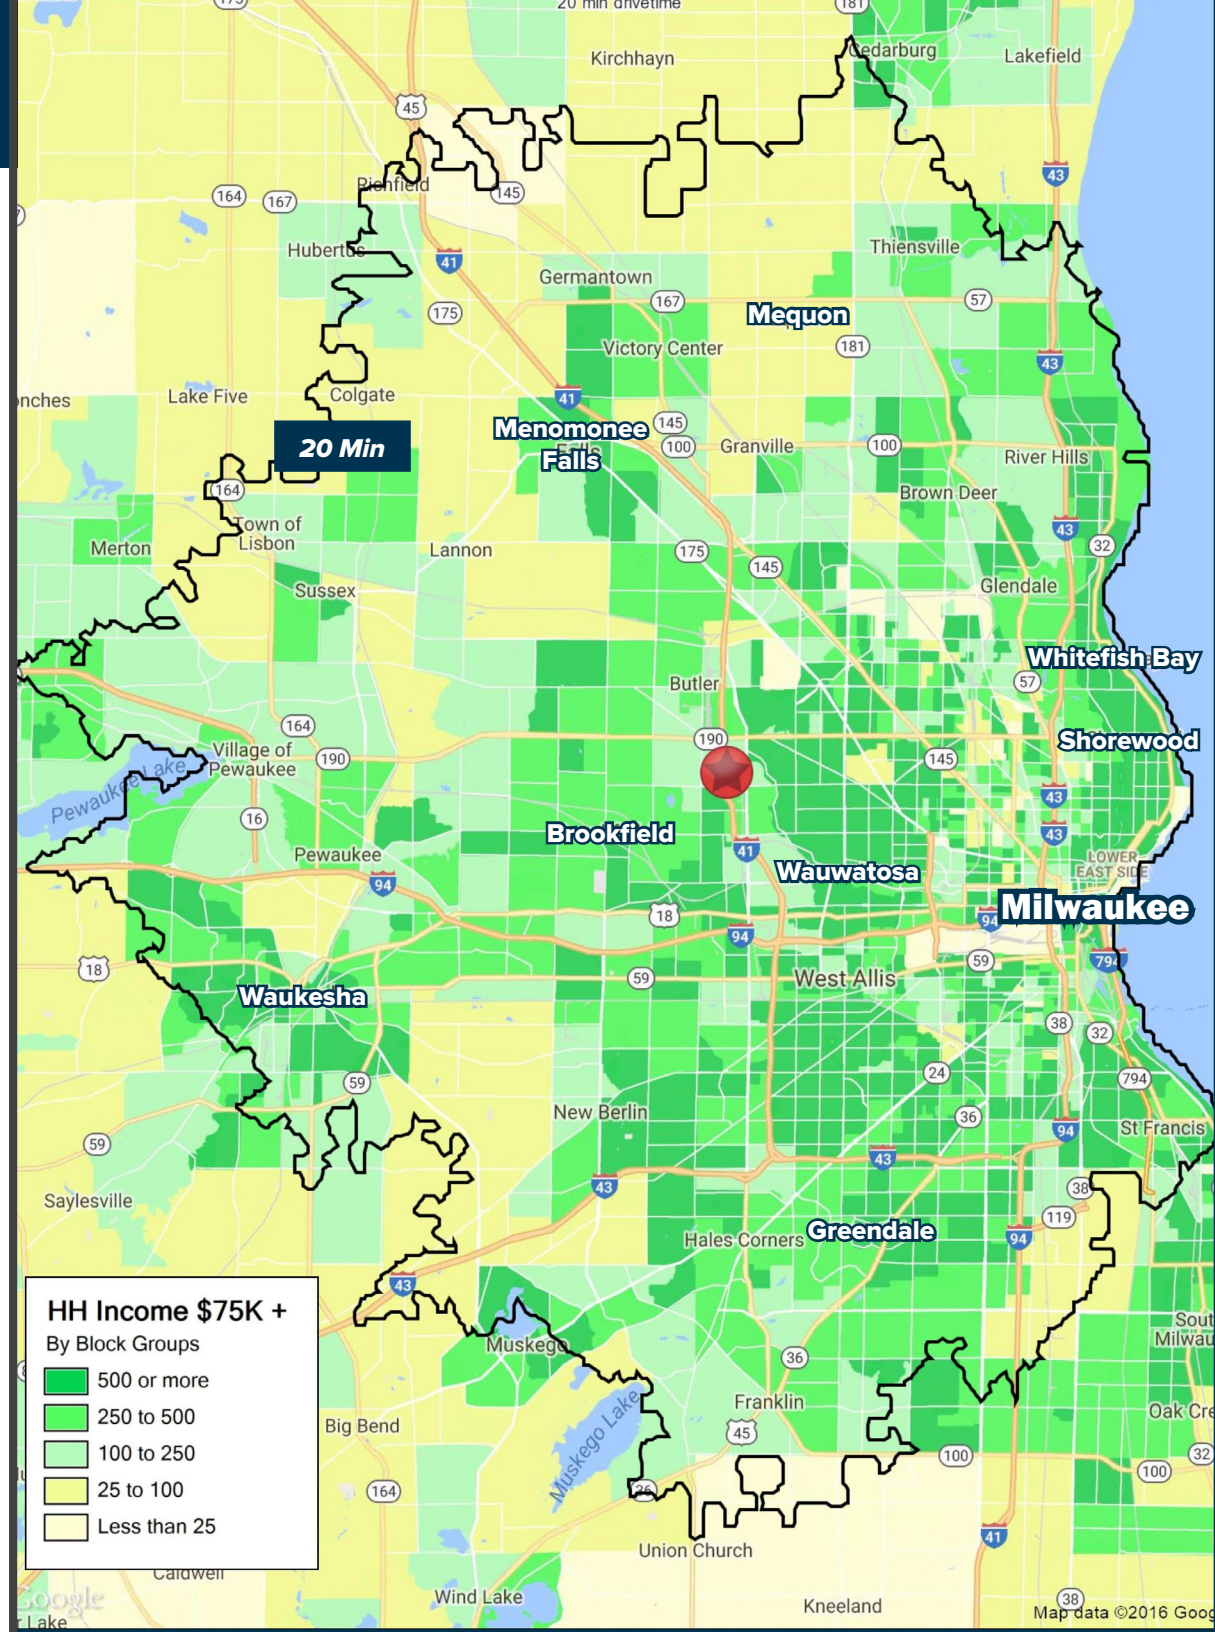 175
20 min drivetime
181
Kirchhayn
Cedarburg
Lakefield
45
43
Richfield
164
167
145
Hubertus
41
Thiensville
Germantown
175
167
57
Mequon
Victory Center
181
43
Lake Five
Colgate
41
Menomonee
Falls
145
100
Granville
100
River Hills
20 Min
164
Brown Deer
Town of
Lisbon
43
32
Merton
Lannon
175
145
Sussex
Glendale
Whitefish Bay
Butler
57
164
190
Shorewood
Village of
Pewaukee
190
145
Pewaukee Lake
43
16
Brookfield
43
Pewaukee
41
LOWER
EAST SIDE
94
Wauwatosa
18
94
Milwaukee
94
18
59
794
59
West Allis
Waukesha
38
32
59
24
794
New Berlin
36
94
St Francis
59
43
43
38
Saylesville
119
Hales Corners
Greendale
94
43
HH Income $75K +
By Block Groups
500 or more
250 to 500
100 to 250
25 to 100
Less than 25
Muskego
36
Franklin
Big Bend
45
Muskego Lake
100
32
164
36
100
Union Church
41
Caldwell
Google
Wind Lake
Kneeland
38
Map data ©2016 Goog